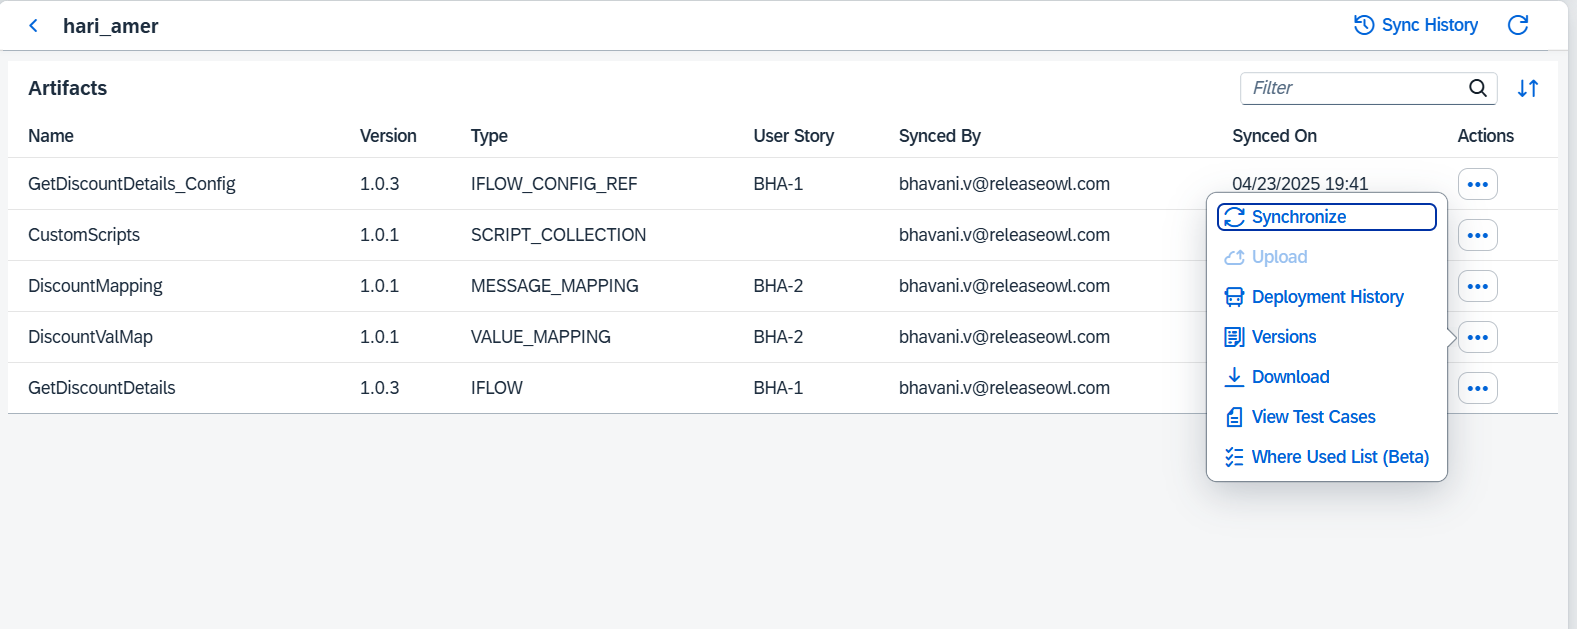 hari_amer
Sync History
Artifacts
Filter
Name Version Type User Story Synced By Synced On Actions
GetDiscountDetails_Config 1.0.3 IFLOW_CONFIG_REF BHA-1 bhavani.v@releaseowl.com 04/23/2025 19:41
CustomScripts 1.0.1 SCRIPT_COLLECTION bhavani.v@releaseowl.com
DiscountMapping 1.0.1 MESSAGE_MAPPING BHA-2 bhavani.v@releaseowl.com
DiscountValMap 1.0.1 VALUE_MAPPING BHA-2 bhavani.v@releaseowl.com
GetDiscountDetails 1.0.3 IFLOW BHA-1 bhavani.v@releaseowl.com
Synchronize
Upload
Deployment History
Versions
Download
View Test Cases
Where Used List (Beta)